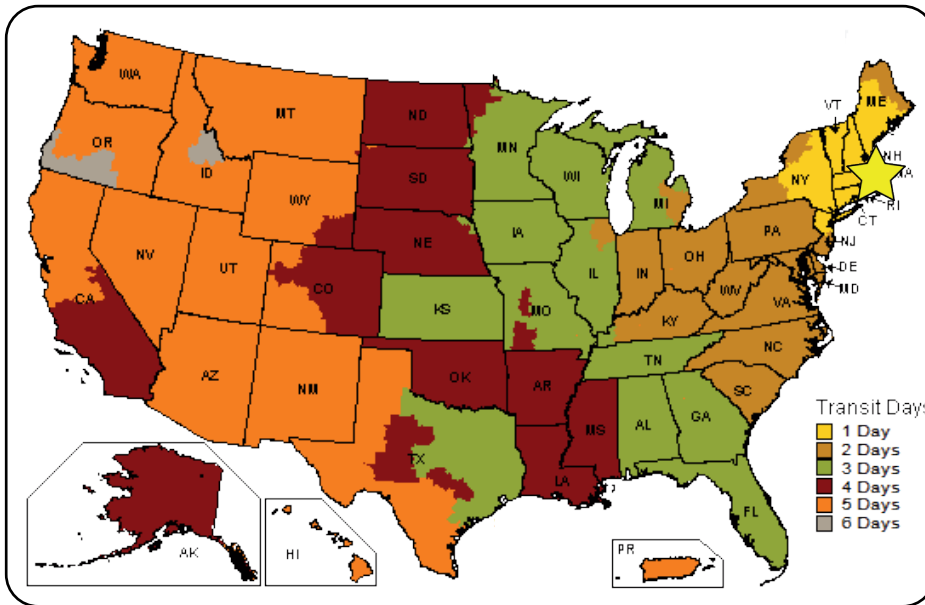 WA
MT
ND
MN
VT
ME
OR
ID
SD
WI
NH
MA
WY
MI
NY
RI
CT
NE
IA
PA
NJ
NV
UT
CO
IL
IN
OH
DE
MD
CA
KS
MO
WV
VA
KY
AZ
NM
OK
AR
TN
NC
SC
TX
MS
AL
GA
LA
FL
AK
HI
PR
Transit Days
1 Day
2 Days
3 Days
4 Days
5 Days
6 Days